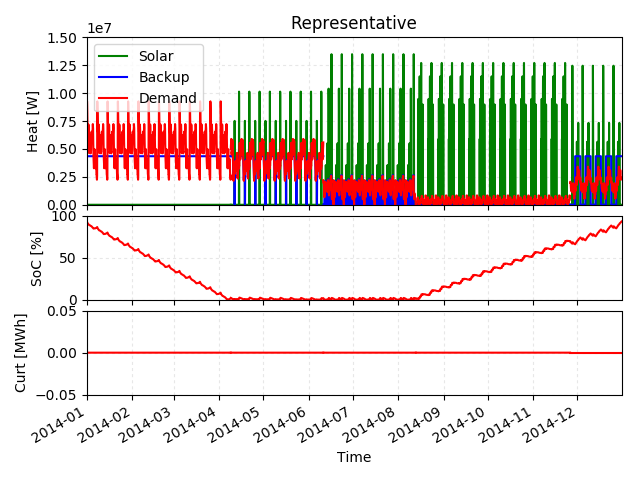 Representative
1e7
1.50
1.25
1.00
0.75
0.50
0.25
0.00
Heat [W]
Solar
Backup
Demand
100
50
0
SoC [%]
0.05
0.00
−0.05
Curt [MWh]
2014-01
2014-02
2014-03
2014-04
2014-05
2014-06
2014-07
2014-08
2014-09
2014-10
2014-11
2014-12
Time